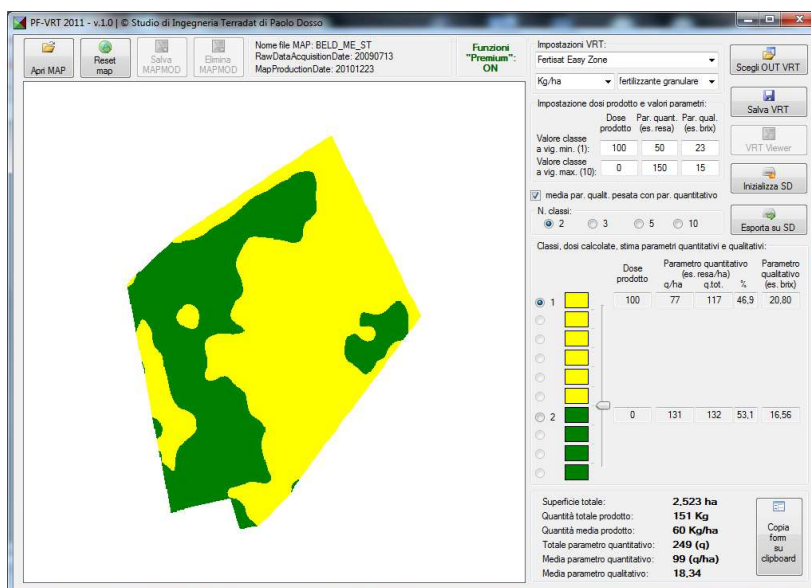 PF-VRT 2011 - v.1.0 | © Studio di Ingegneria Terradat di Paolo Dosso
Apri MAP
Reset map
Salva MAPMOD
Elimina MAPMOD
Nome file MAP: BELD_ME_ST
RawDataAcquisitionDate: 20090713
MapProductionDate: 20101223
Funzioni
"Premium":
ON
Impostazioni VRT:
Fertisat Easy Zone
Kg/ha
fertilizzante granulare
Impostazione dosi prodotto e valori parametri:
Dose prodotto
Par. quant. (es. resa)
Par. qual. (es. brix)
Valore classe a vig. min. (1): 100 50 23
Valore classe a vig. max. (10): 0 150 15
media par. qualit. pesata con par. quantitativo
N. classi:
2 3 5 10
Scegli OUT VRT
Salva VRT
VRT Viewer
Inizializza SD
Esporta su SD
Classi, dosi calcolate, stima parametri quantitativi e qualitativi:
Dose prodotto
Parametro quantitativo (es. resa/ha)
q/ha q.tot. %
Parametro qualitativo (es. brix)
1 100 77 117 46,9 20,80
2 0 131 132 53,1 16,56
Superficie totale: 2,523 ha
Quantità totale prodotto: 151 Kg
Quantità media prodotto: 60 Kg/ha
Totale parametro quantitativo: 249 (q)
Media parametro quantitativo: 99 (q/ha)
Media parametro qualitativo: 18,34
Copia
form
su
clipboard